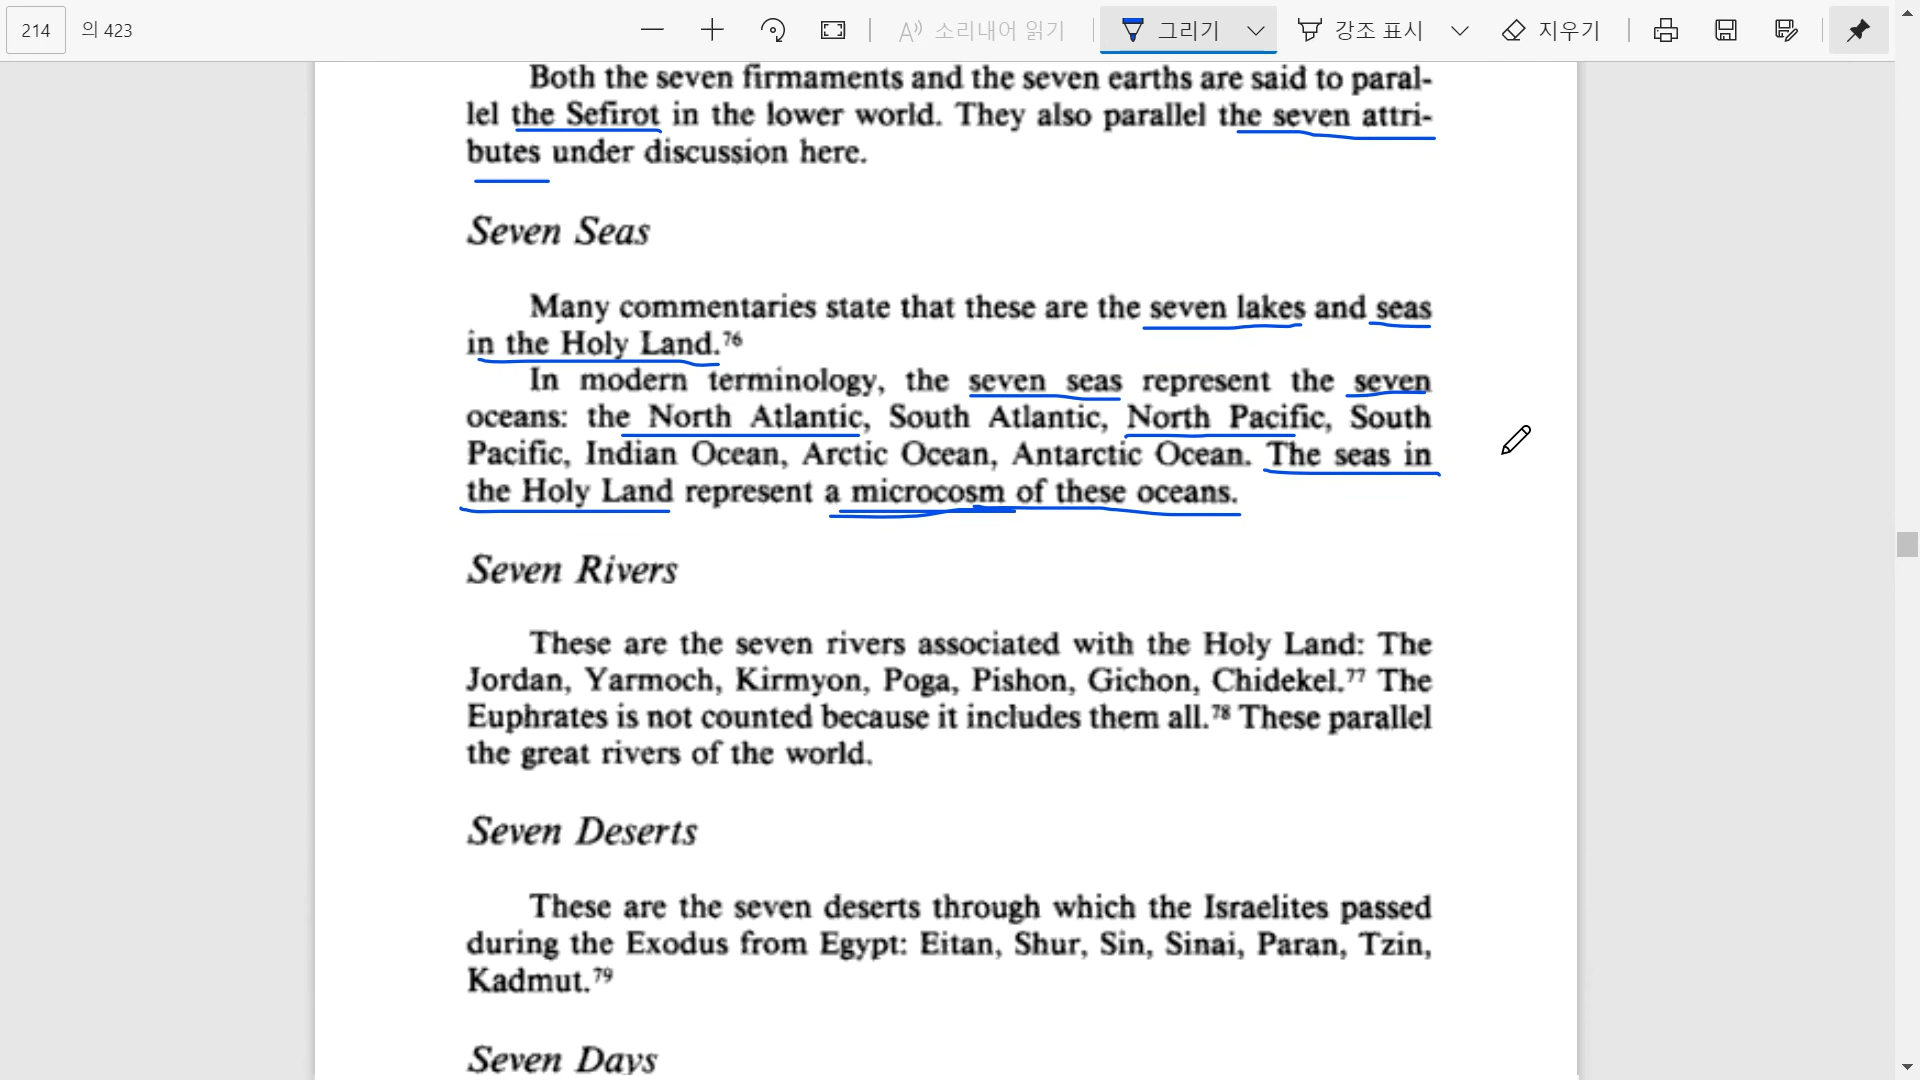 214 의 423 소리내어 읽기 그리기 강조 표시 지우기
Both the seven firmaments and the seven earths are said to paral-
lel the Sefirot in the lower world. They also parallel the seven attri-
butes under discussion here.
Seven Seas
Many commentaries state that these are the seven lakes and seas
in the Holy Land.76
In modern terminology, the seven seas represent the seven
oceans: the North Atlantic, South Atlantic, North Pacific, South
Pacific, Indian Ocean, Arctic Ocean, Antarctic Ocean. The seas in
the Holy Land represent a microcosm of these oceans.
Seven Rivers
These are the seven rivers associated with the Holy Land: The
Jordan, Yarmoch, Kirmyon, Poga, Pishon, Gichon, Chidekel.77 The
Euphrates is not counted because it includes them all.78 These parallel
the great rivers of the world.
Seven Deserts
These are the seven deserts through which the Israelites passed
during the Exodus from Egypt: Eitan, Shur, Sin, Sinai, Paran, Tzin,
Kadmut.79
Seven Days